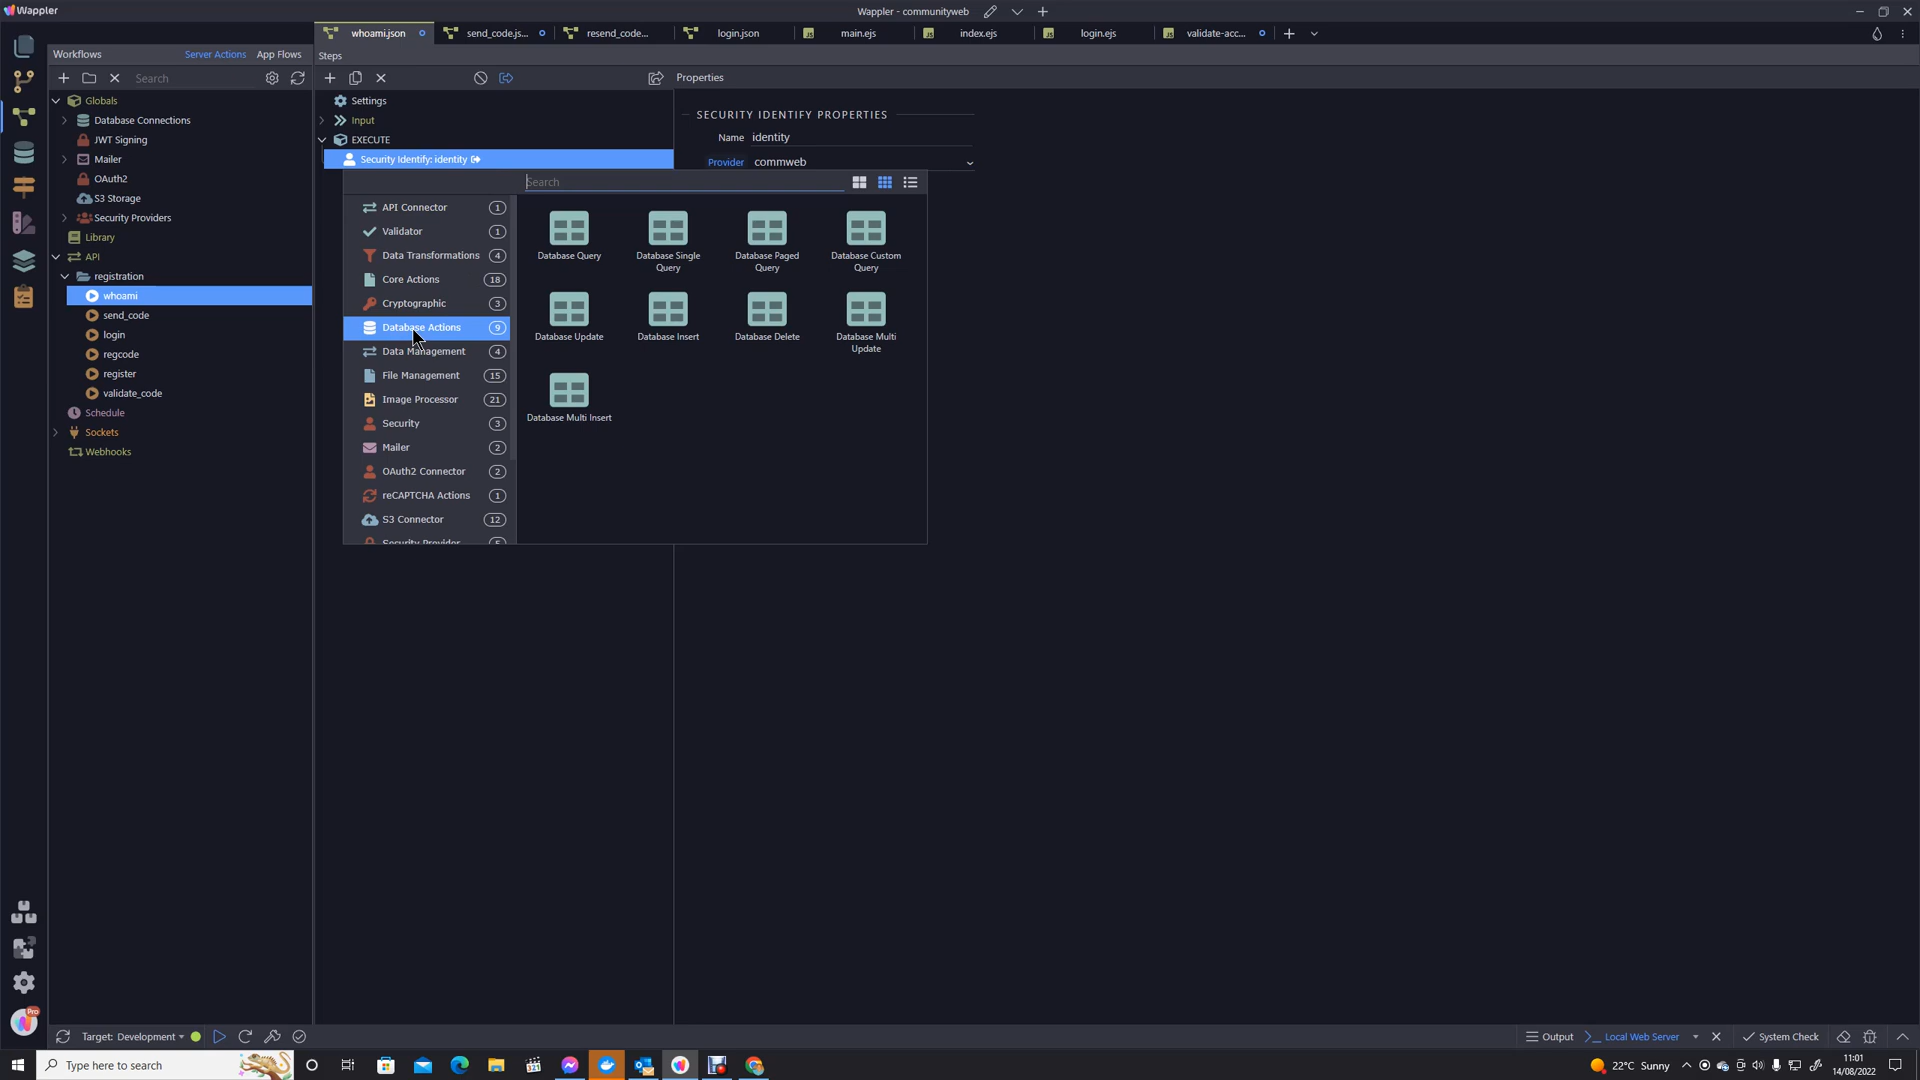 Wappler
Wappler - communityweb
whoami.json
send_code.js...
resend_code...
login.json
main.ejs
index.ejs
login.ejs
validate-acc...
Workflows
Server Actions
App Flows
Steps
Search
Properties
Globals
Database Connections
JWT Signing
Mailer
OAuth2
S3 Storage
Security Providers
Library
API
registration
whoami
send_code
login
regcode
register
validate_code
Schedule
Sockets
Webhooks
Settings
Input
EXECUTE
Security Identify: identity
SECURITY IDENTIFY PROPERTIES
Name identity
Provider commweb
Search
API Connector 1
Validator 1
Data Transformations 4
Core Actions 18
Cryptographic 3
Database Actions 9
Data Management 4
File Management 15
Image Processor 21
Security 3
Mailer 2
OAuth2 Connector 2
reCAPTCHA Actions 1
S3 Connector 12
Security Provider 5
Database Query
Database Single
Query
Database Paged
Query
Database Custom
Query
Database Update
Database Insert
Database Delete
Database Multi
Update
Database Multi Insert
Pro
Target: Development
Output
Local Web Server
System Check
Type here to search
22°C Sunny
11:01
14/08/2022